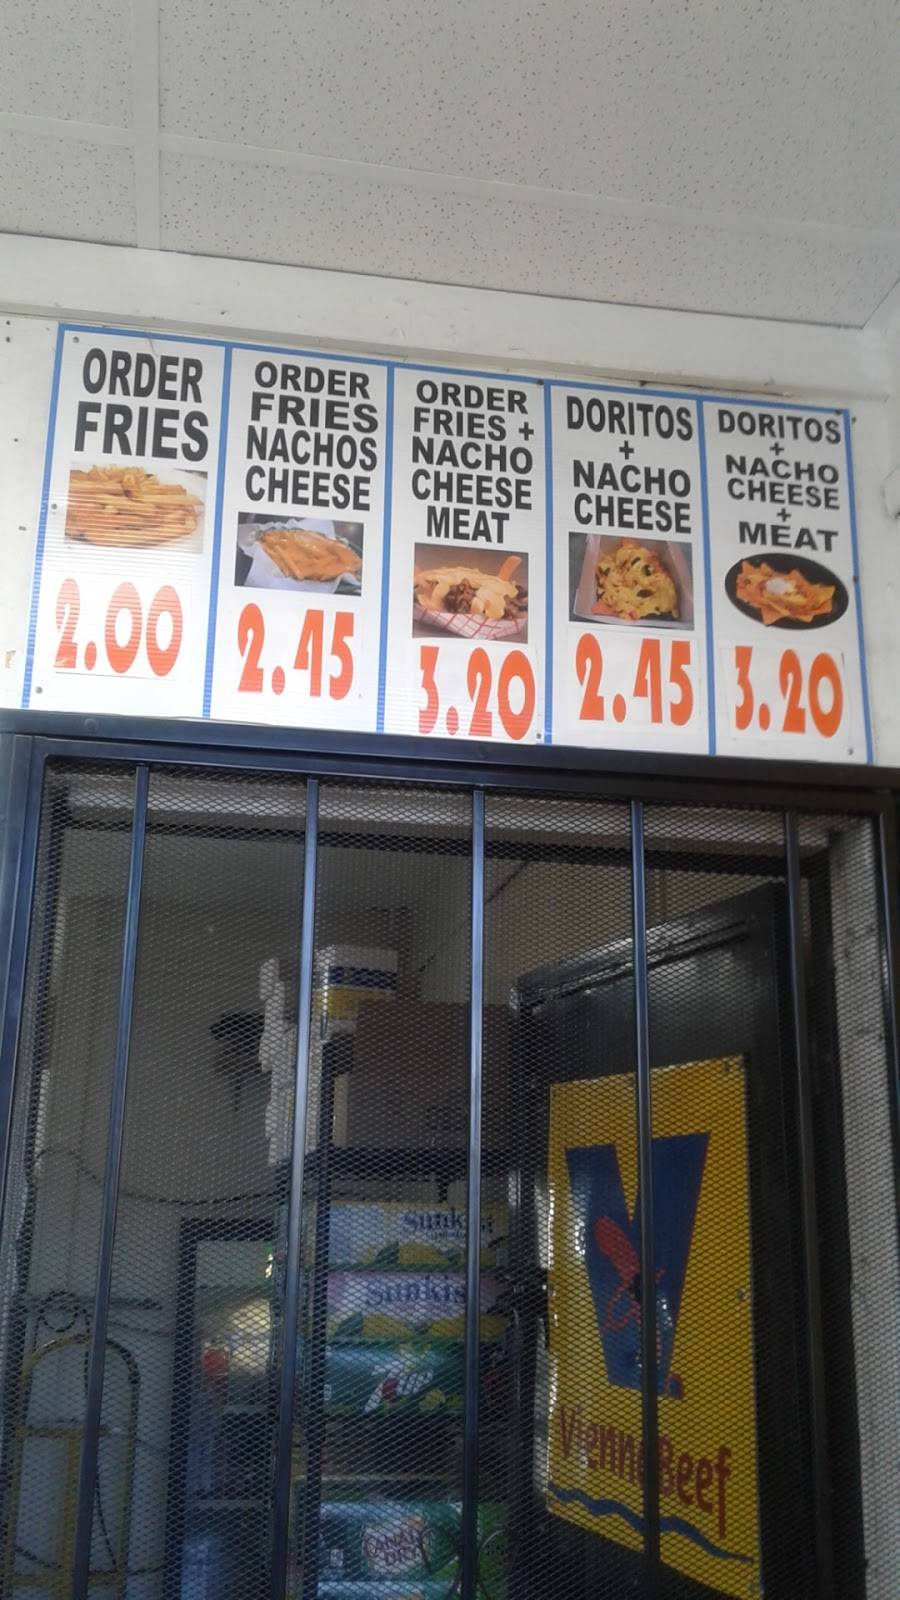 ORDER
FRIES
2.00
ORDER
FRIES
NACHOS
CHEESE
2.45
ORDER
FRIES +
NACHO
CHEESE
MEAT
3.20
DORITOS
+
NACHO
CHEESE
2.45
DORITOS
+
NACHO
CHEESE
+
MEAT
3.20
Sunkist
Sunkist
7UP
CANADA
DRY
V.
Vienna Beef